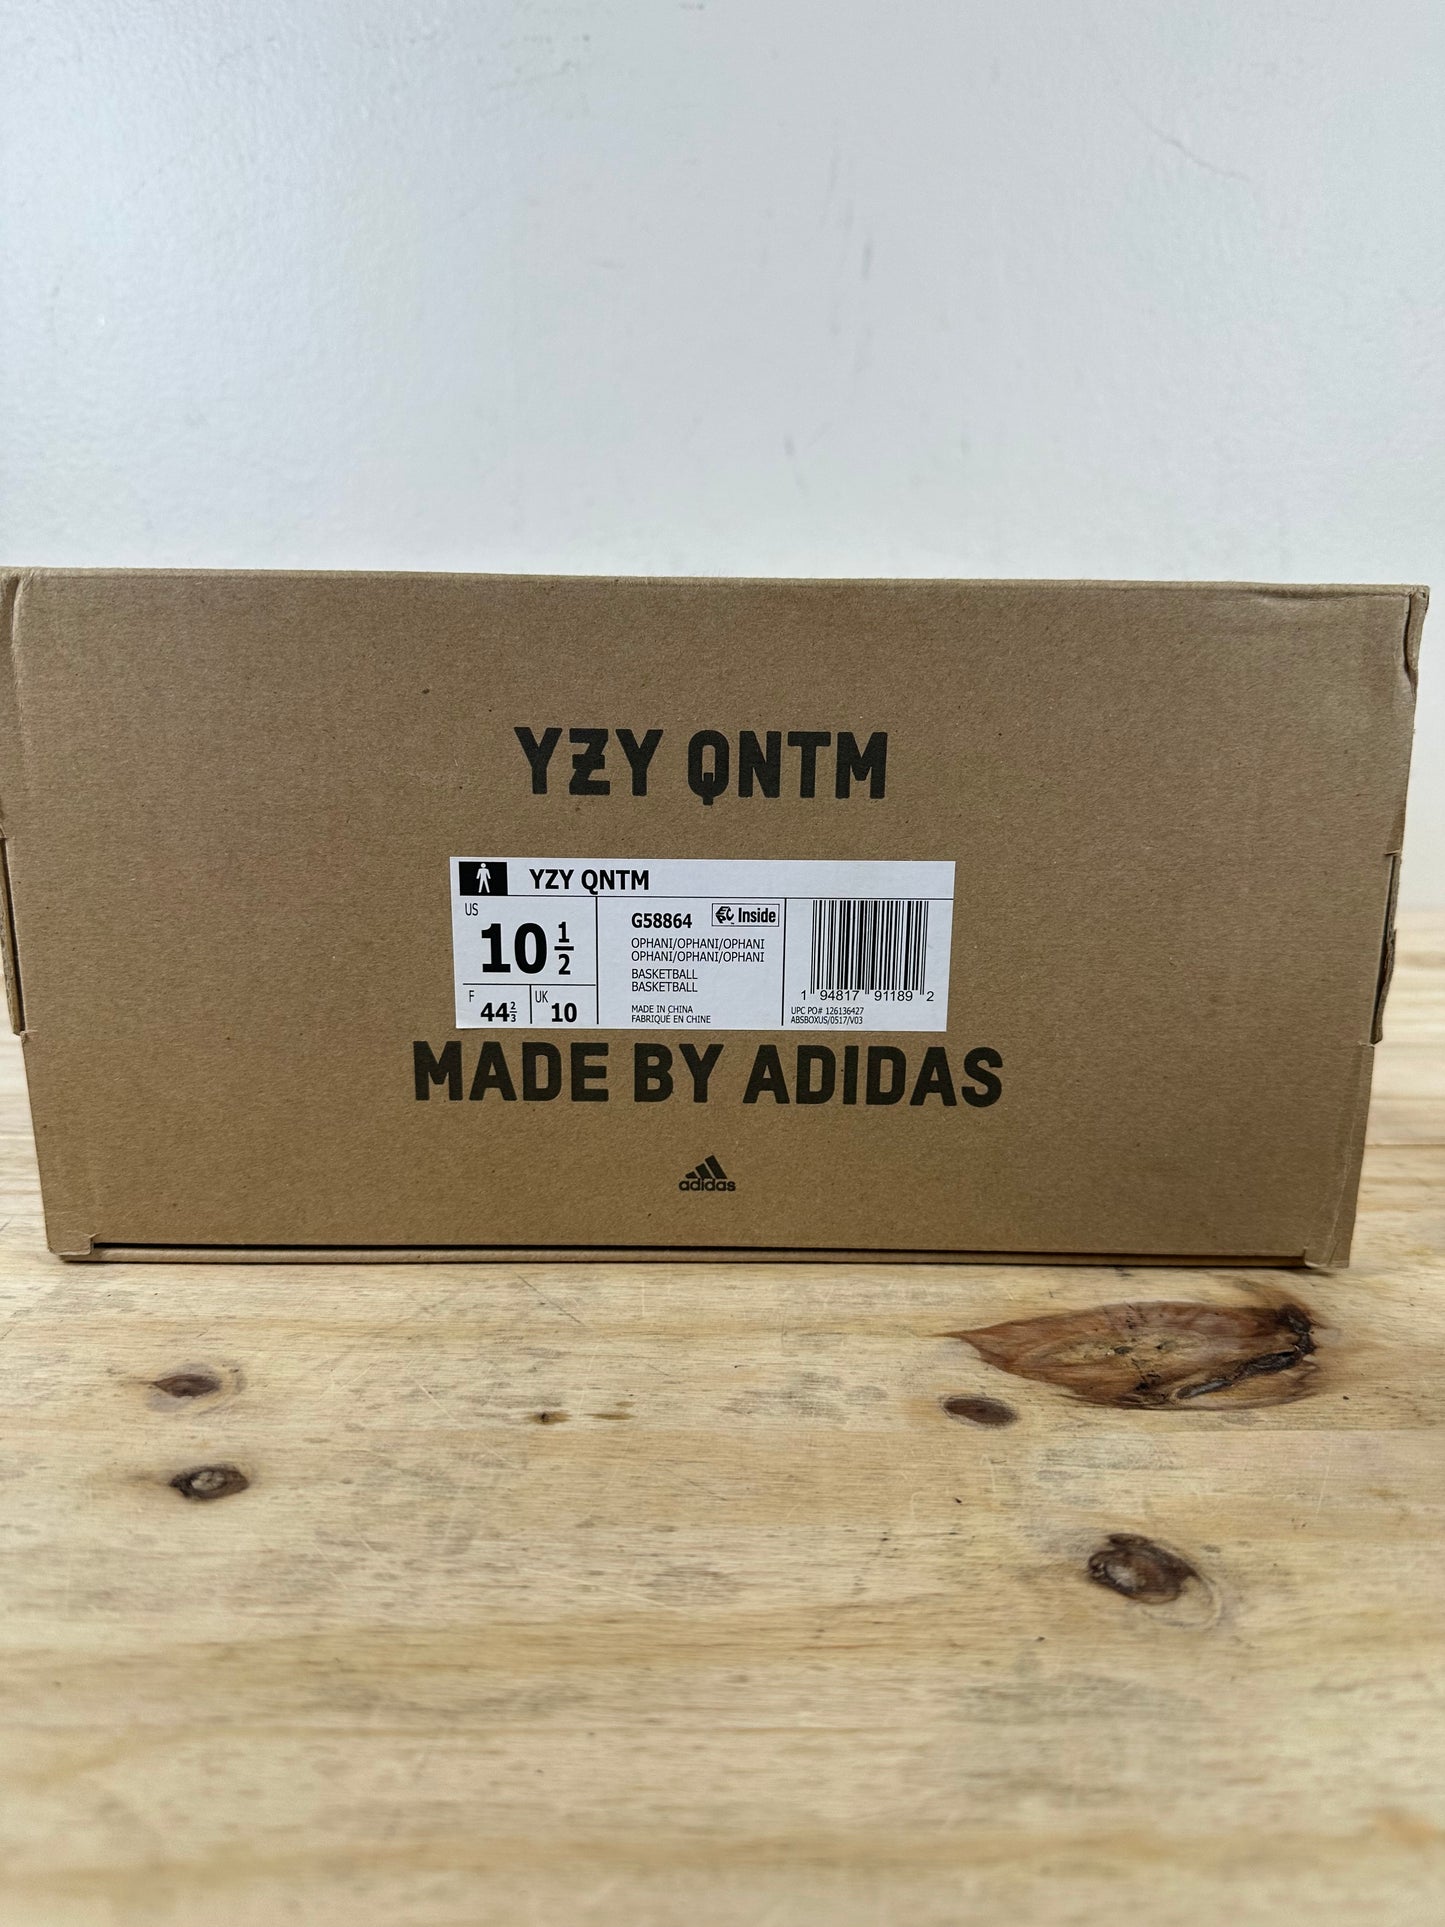 YZY QNTM
YZY QNTM
US
10 1/2
F
44 2/3
UK
10
G58864
Inside
OPHANI/OPHANI/OPHANI
OPHANI/OPHANI/OPHANI
BASKETBALL
BASKETBALL
MADE IN CHINA
FABRIQUÉ EN CHINE
1 94817 91189 2
UPC PO# 126136427
ABSBOXUS/0517/V03
MADE BY ADIDAS
adidas